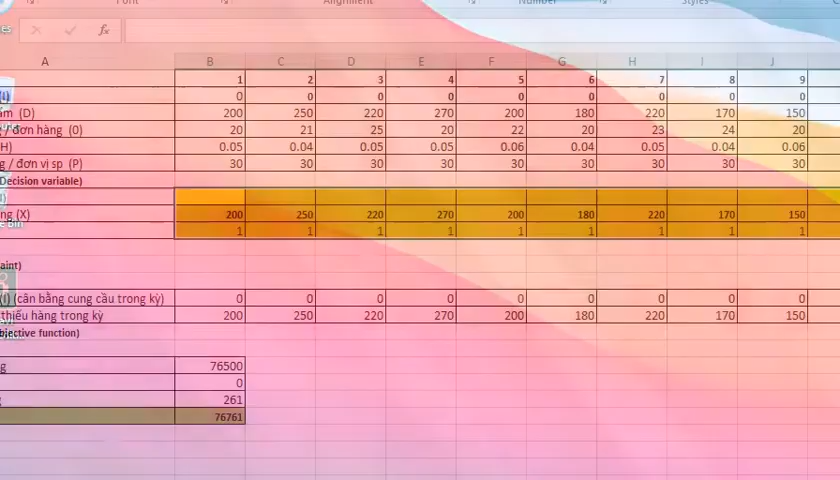 Font Alignment Number Styles
fx
A B C D E F G H I J
1 2 3 4 5 6 7 8 9
0 0 0 0 0 0 0 0 0
(D) 200 250 220 270 200 180 220 170 150
/ đơn hàng (0) 20 21 25 20 22 20 23 24 20
H) 0.05 0.04 0.05 0.05 0.06 0.04 0.05 0.04 0.06
/ đơn vị sp (P) 30 30 30 30 30 30 30 30 30
Decision variable)
(X) 200 250 220 270 200 180 220 170 150
1 1 1 1 1 1 1 1 1
aint)
(I) (cân bằng cung cầu trong kỳ) 0 0 0 0 0 0 0 0 0
thiếu hàng trong kỳ 200 250 220 270 200 180 220 170 150
bjective function)
g 76500
0
261
76761